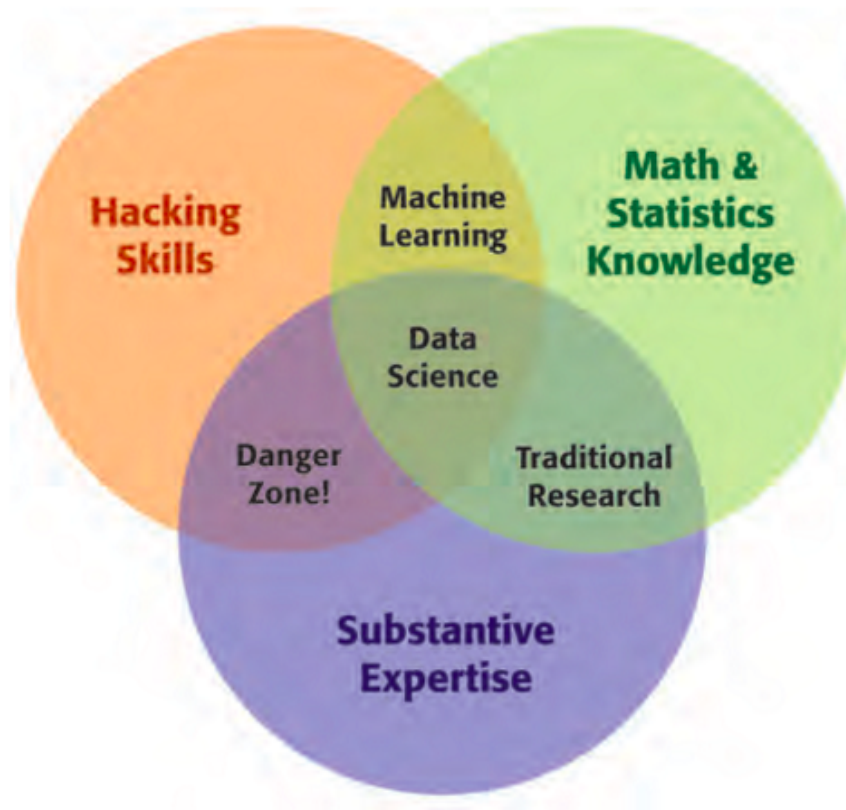 Hacking
Skills
Machine
Learning
Math &
Statistics
Knowledge
Data
Science
Danger
Zone!
Traditional
Research
Substantive
Expertise